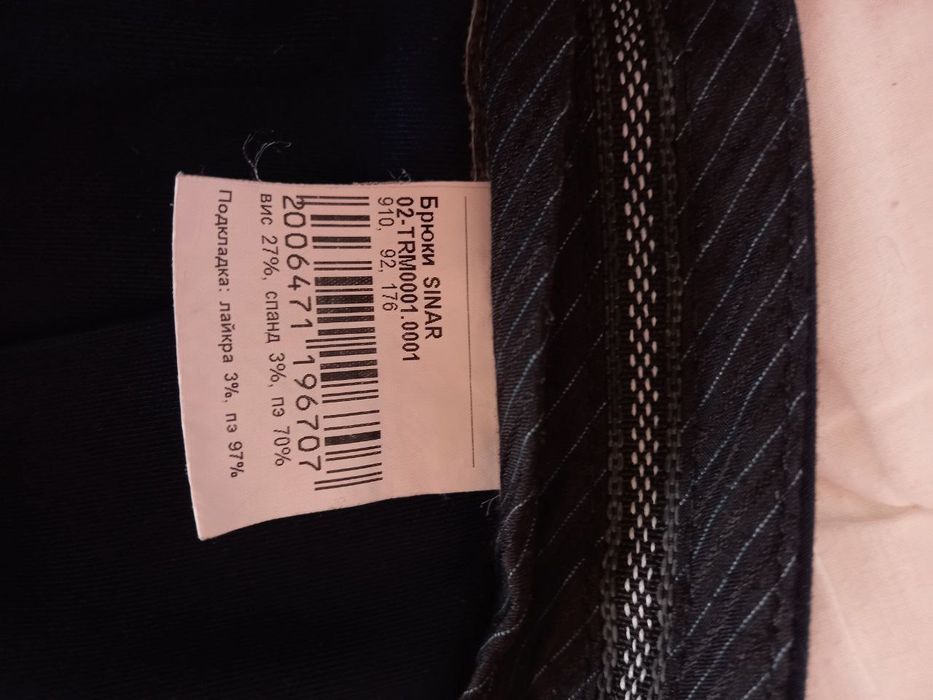 Брюки SINAR
02-TRM0001.0001
910, 92, 176
2006471196707
вис 27%, спанд 3%, пэ 70%
Подкладка: лайкра 3%, пэ 97%